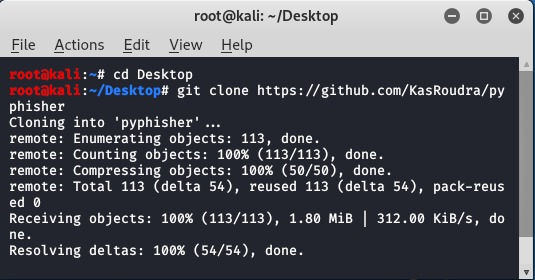 root@kali: ~/Desktop
File Actions Edit View Help
root@kali:~# cd Desktop
root@kali:~/Desktop# git clone https://github.com/KasRoudra/py
phisher
Cloning into 'pyphisher'...
remote: Enumerating objects: 113, done.
remote: Counting objects: 100% (113/113), done.
remote: Compressing objects: 100% (50/50), done.
remote: Total 113 (delta 54), reused 113 (delta 54), pack-reus
ed 0
Receiving objects: 100% (113/113), 1.80 MiB | 312.00 KiB/s, do
ne.
Resolving deltas: 100% (54/54), done.